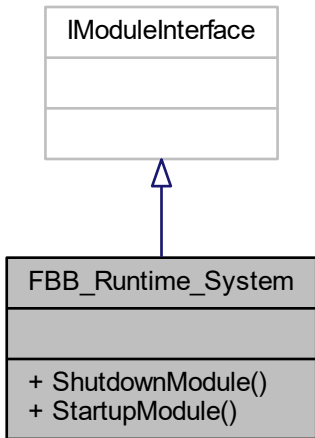 IModuleInterface
FBB_Runtime_System
+ ShutdownModule()
+ StartupModule()